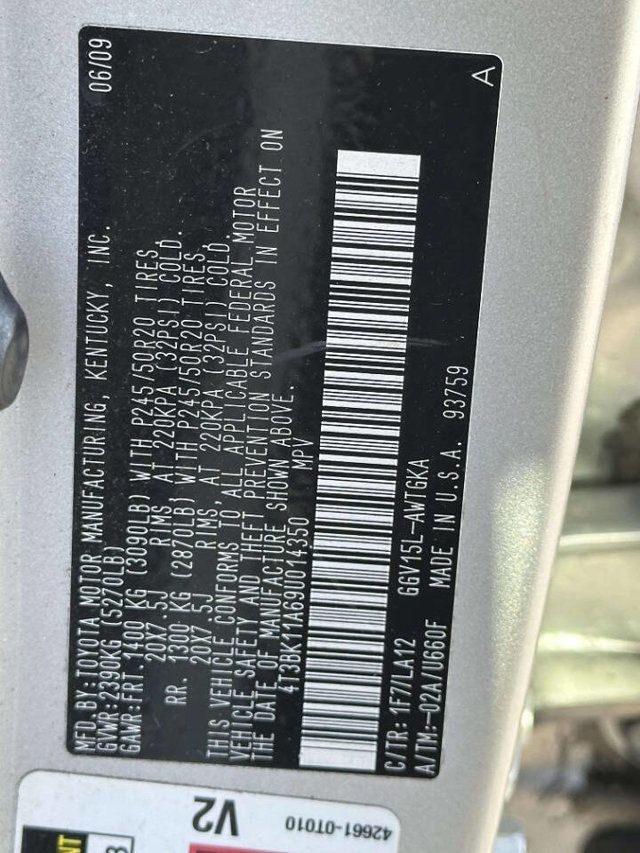 MFD.BY:TOYOTA MOTOR MANUFACTURING, KENTUCKY, INC. 06/09
GVWR:2390KG (5270LB)
GAWR:FRT.1400 KG (3090LB) WITH P245/50R20 TIRES,
20X7.5J RIMS, AT 220KPA (32PSI) COLD.
RR. 1300 KG (2870LB) WITH P245/50R20 TIRES,
20X7.5J RIMS, AT 220KPA (32PSI) COLD.
THIS VEHICLE CONFORMS TO ALL APPLICABLE FEDERAL MOTOR
VEHICLE SAFETY AND THEFT PREVENTION STANDARDS IN EFFECT ON
THE DATE OF MANUFACTURE SHOWN ABOVE.
4T3BK11A69U014350 MPV
C/TR:1F7/LA12 GGV15L-AWTGKA
A/TM:-02A/U660F MADE IN U.S.A. 93759 A
42661-0T010
V2